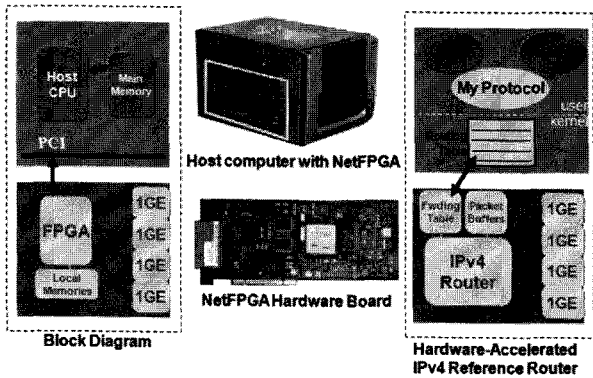 Host
CPU
Main
Memory
PCI
FPGA
Local
Memories
1GE
1GE
1GE
1GE
Block Diagram
Host computer with NetFPGA
NetFPGA Hardware Board
My Protocol
user
kernel
Fwding
Table
Packet
Buffers
IPv4
Router
1GE
1GE
1GE
1GE
Hardware-Accelerated
IPv4 Reference Router